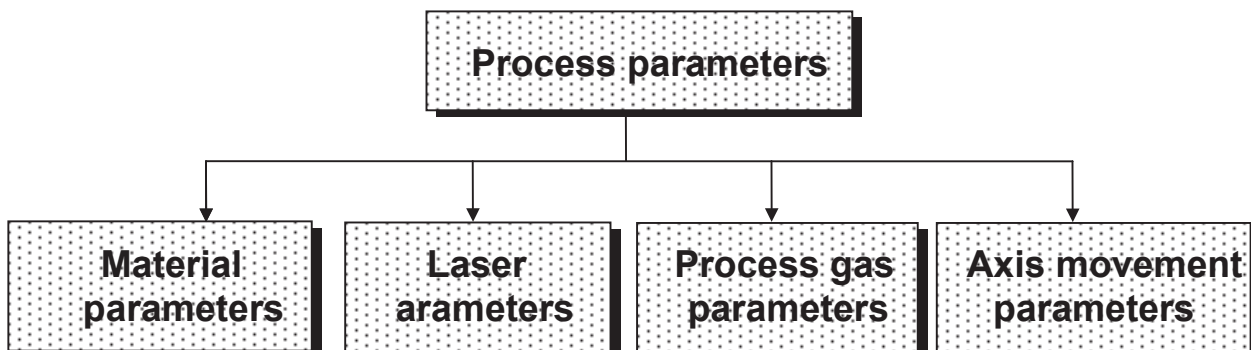 Process parameters
Material
parameters
Laser
arameters
Process gas
parameters
Axis movement
parameters